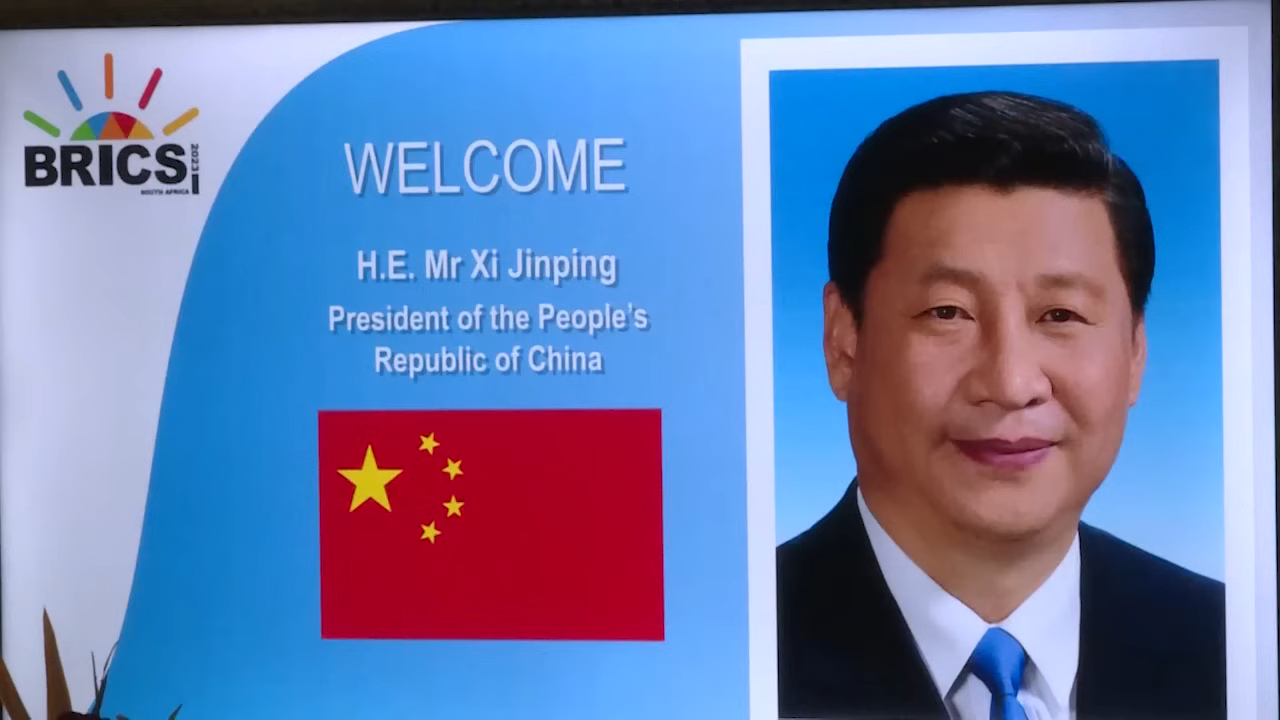 BRICS
2023
SOUTH AFRICA
WELCOME
H.E. Mr Xi Jinping
President of the People's
Republic of China